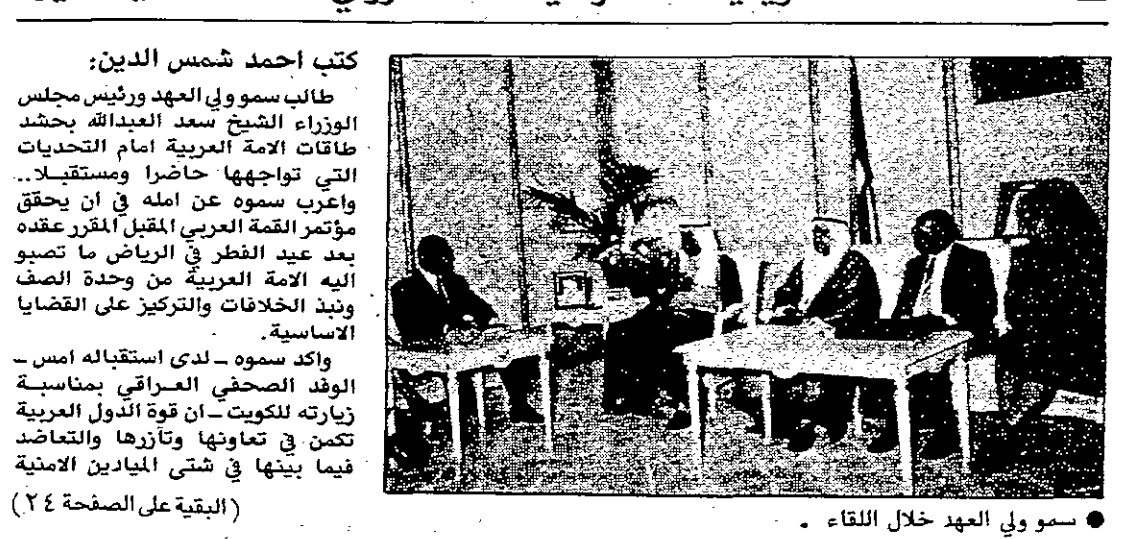 كتب احمد شمس الدين:
طالب سمو ولي العهد ورئيس مجلس
الوزراء الشيخ سعد العبدالله بحشد
طاقات الامة العربية امام التحديات
التي تواجهها حاضرا ومستقبلا..
واعرب سموه عن امله في ان يحقق
مؤتمر القمة العربي المقبل المقرر عقده
بعد عيد الفطر في الرياض ما تصبو
اليه الامة العربية من وحدة الصف
ونبذ الخلافات والتركيز على القضايا
الاساسية.
واكد سموه ـ لدى استقباله امس ـ
الوفد الصحفي العراقي بمناسبة
زيارته للكويت ـ ان قوة الدول العربية
تكمن في تعاونها وتآزرها والتعاضد
فيما بينها في شتى الميادين الامنية
(البقية على الصفحة ٢٤)
● سمو ولي العهد خلال اللقاء .